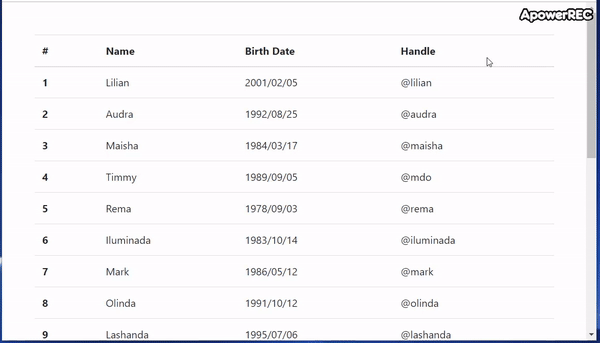 ApowerREC
# Name Birth Date Handle
1 Lilian 2001/02/05 @lilian
2 Audra 1992/08/25 @audra
3 Maisha 1984/03/17 @maisha
4 Timmy 1989/09/05 @mdo
5 Rema 1978/09/03 @rema
6 Iluminada 1983/10/14 @iluminada
7 Mark 1986/05/12 @mark
8 Olinda 1991/10/12 @olinda
9 Lashanda 1995/07/06 @lashanda